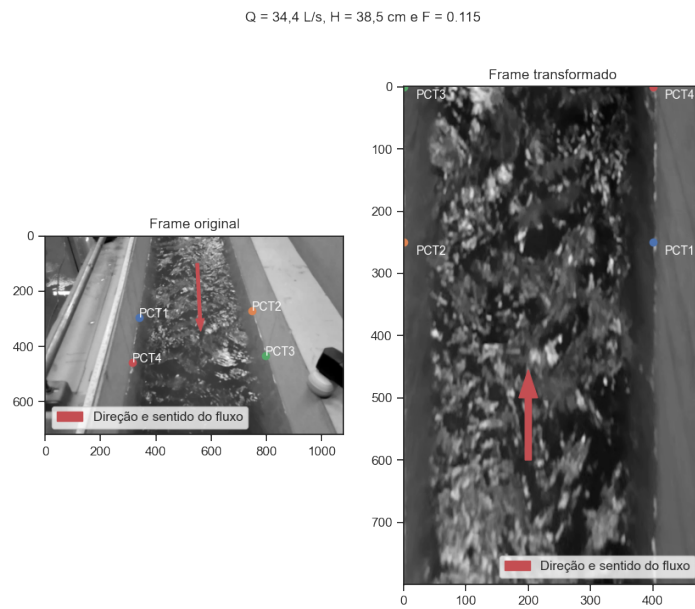 Q = 34,4 L/s, H = 38,5 cm e F = 0.115
Frame original
0
200
400
600
0
200
400
600
800
1000
PCT1
PCT2
PCT3
PCT4
Direção e sentido do fluxo
Frame transformado
0
100
200
300
400
500
600
700
0
200
400
PCT3
PCT4
PCT2
PCT1
Direção e sentido do fluxo